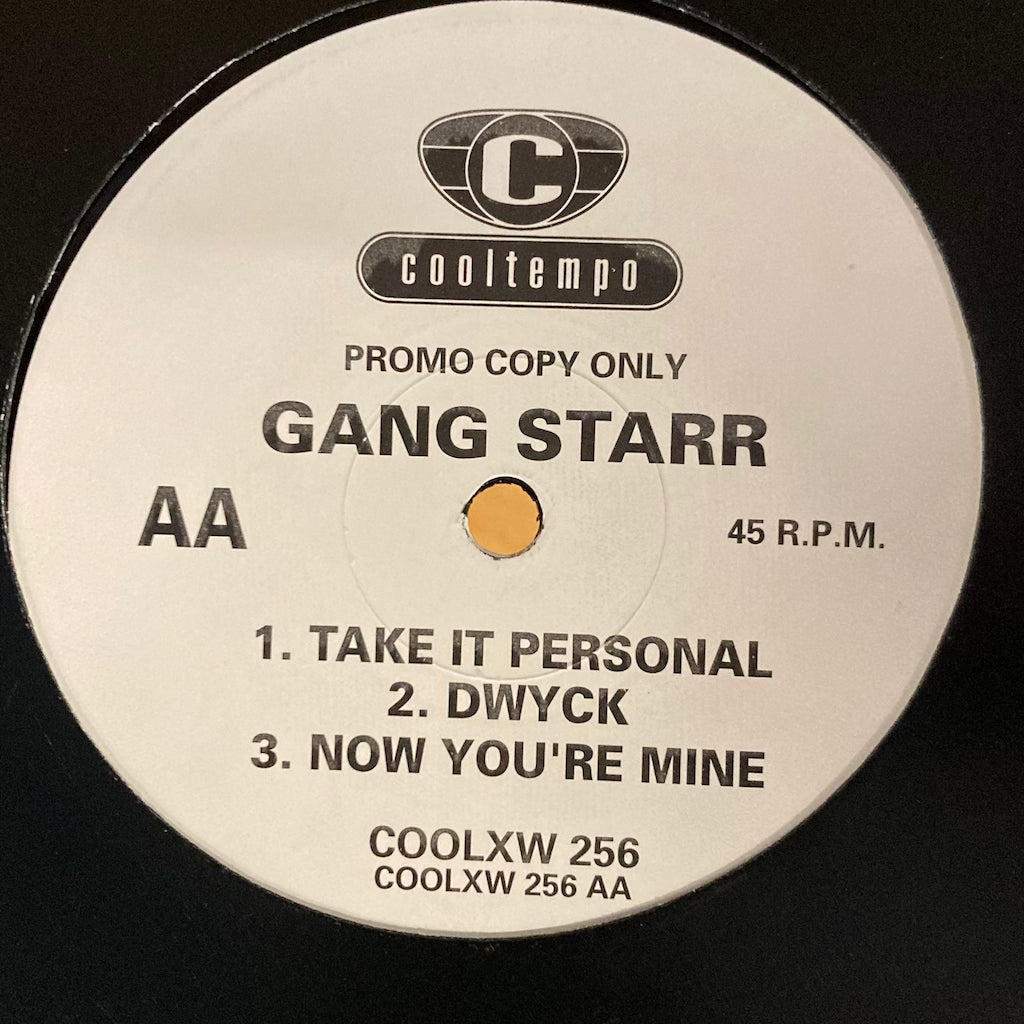 C
cooltempo
PROMO COPY ONLY
GANG STARR
AA
45 R.P.M.
1. TAKE IT PERSONAL
2. DWYCK
3. NOW YOU'RE MINE
COOLXW 256
COOLXW 256 AA